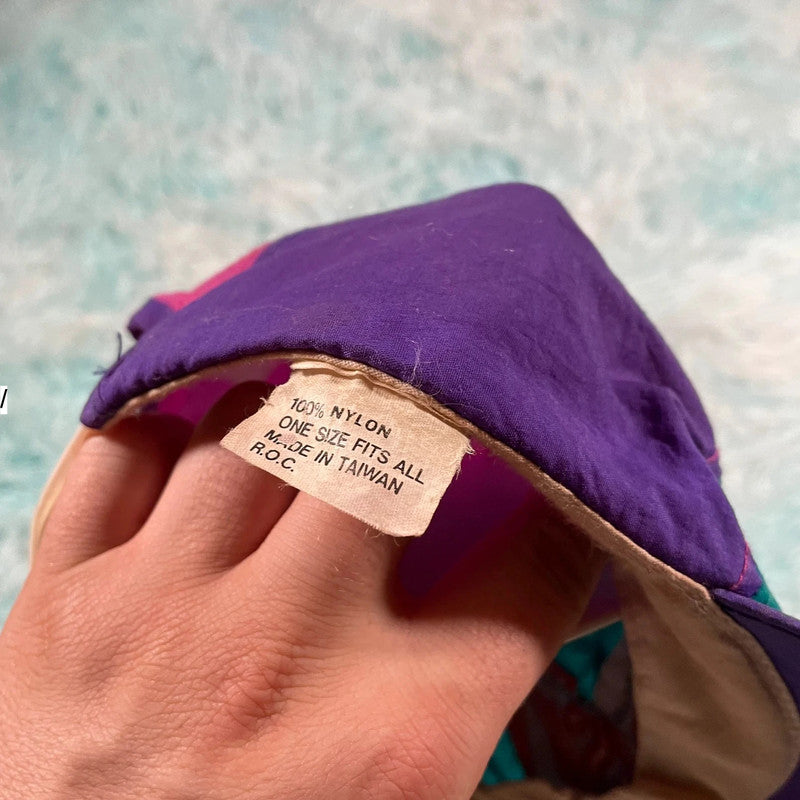 100% NYLON
ONE SIZE FITS ALL
MADE IN TAIWAN
R.O.C.